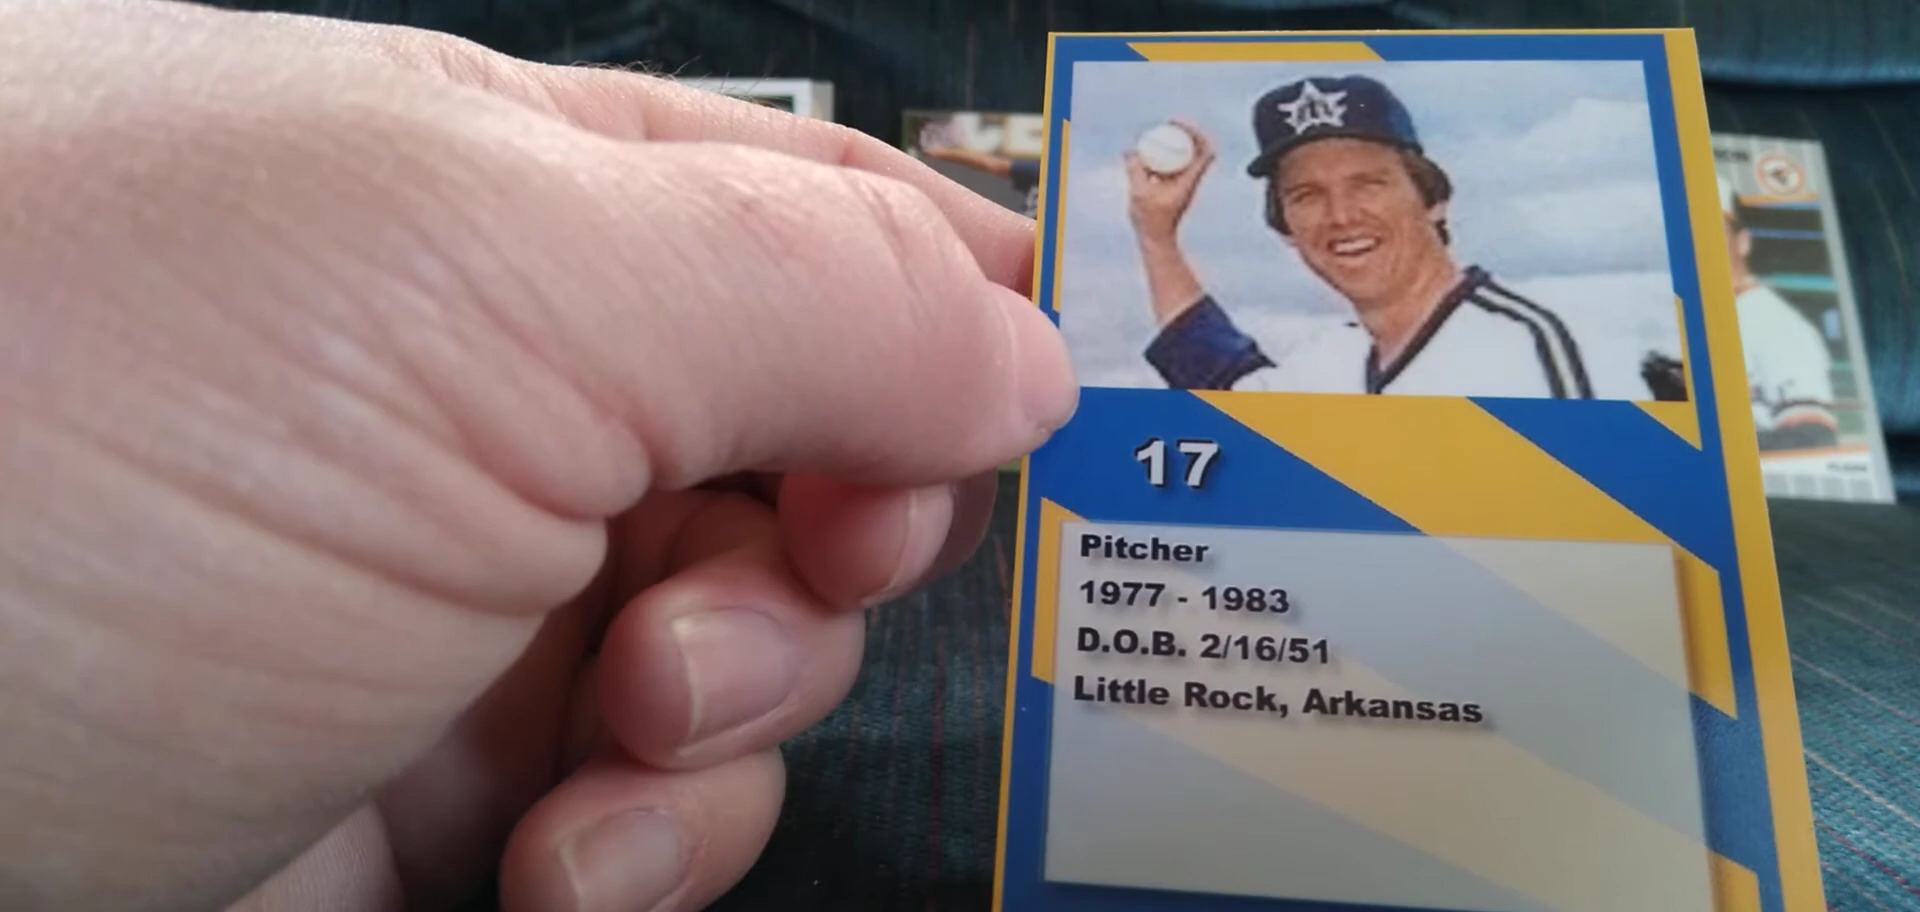 17
Pitcher
1977 - 1983
D.O.B. 2/16/51
Little Rock, Arkansas